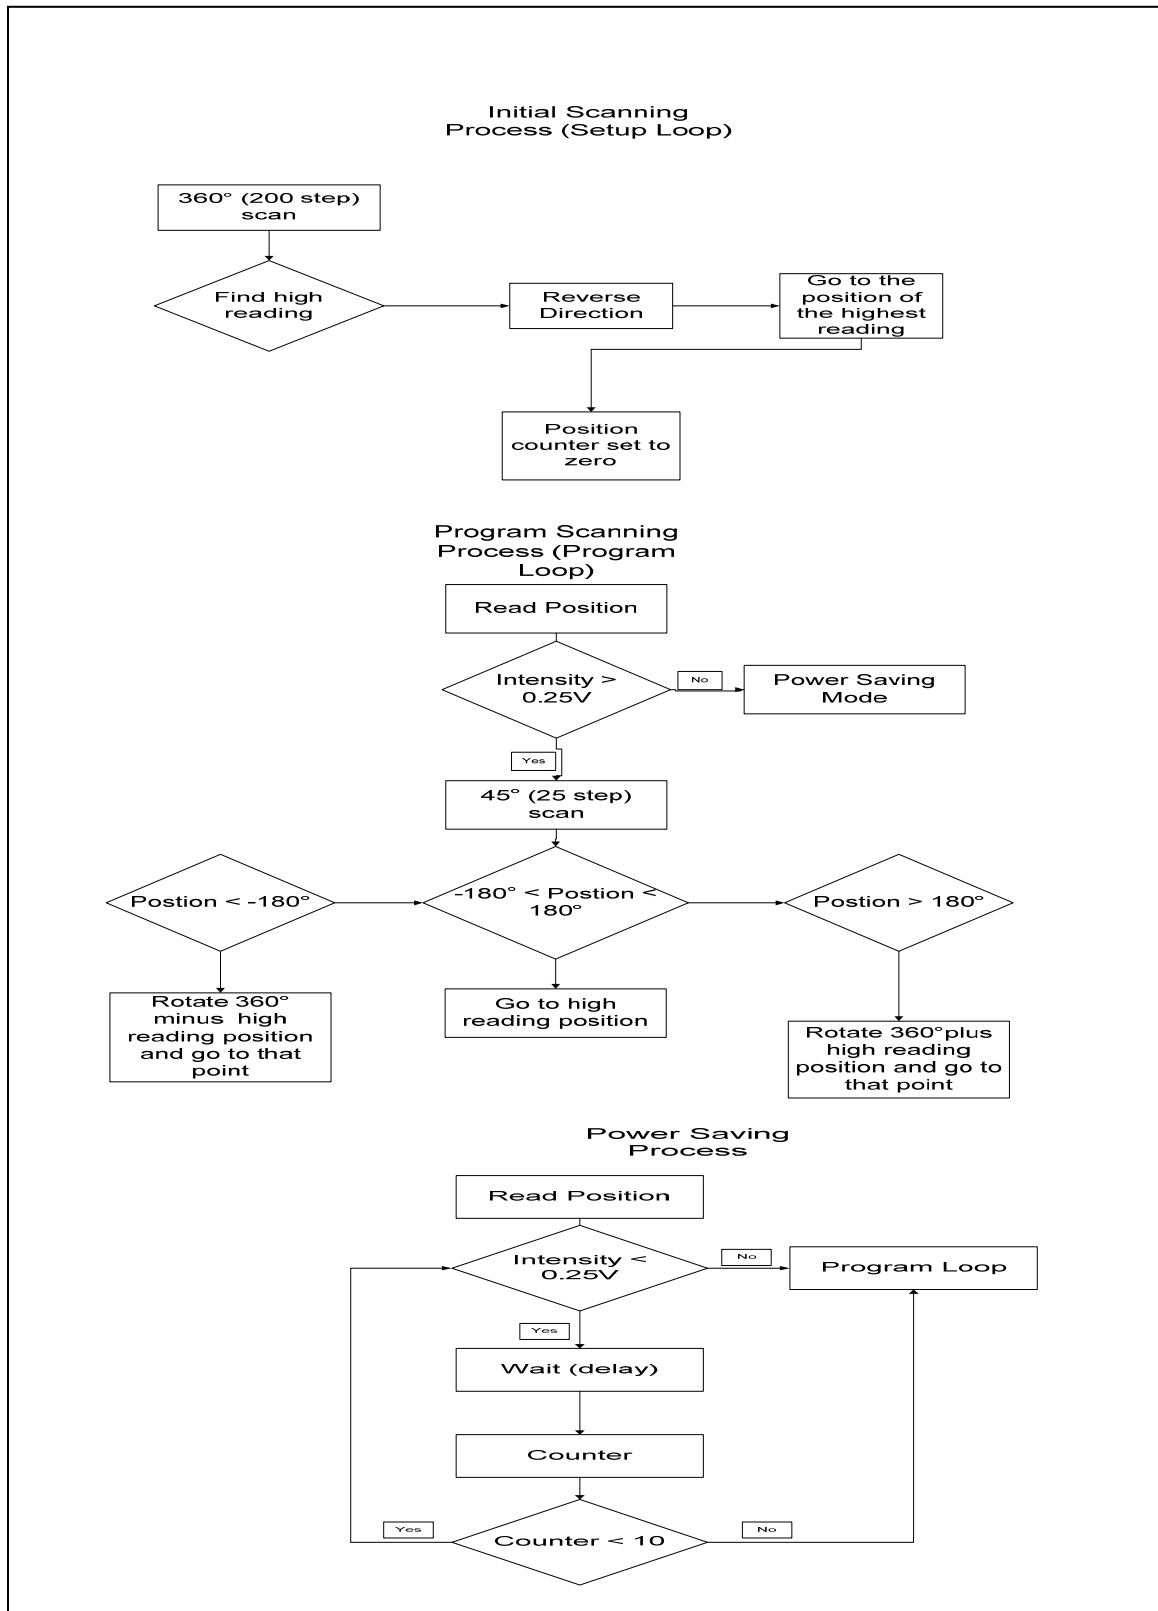 Initial Scanning
Process (Setup Loop)
360° (200 step)
scan
Find high
reading
Reverse
Direction
Go to the
position of
the highest
reading
Position
counter set to
zero
Program Scanning
Process (Program
Loop)
Read Position
Intensity >
0.25V
No
Power Saving
Mode
Yes
45° (25 step)
scan
Postion < -180°
-180° < Postion <
180°
Postion > 180°
Rotate 360°
minus high
reading position
and go to that
point
Go to high
reading position
Rotate 360°plus
high reading
position and go to
that point
Power Saving
Process
Read Position
Intensity <
0.25V
No
Program Loop
Yes
Wait (delay)
Counter
Yes
Counter < 10
No